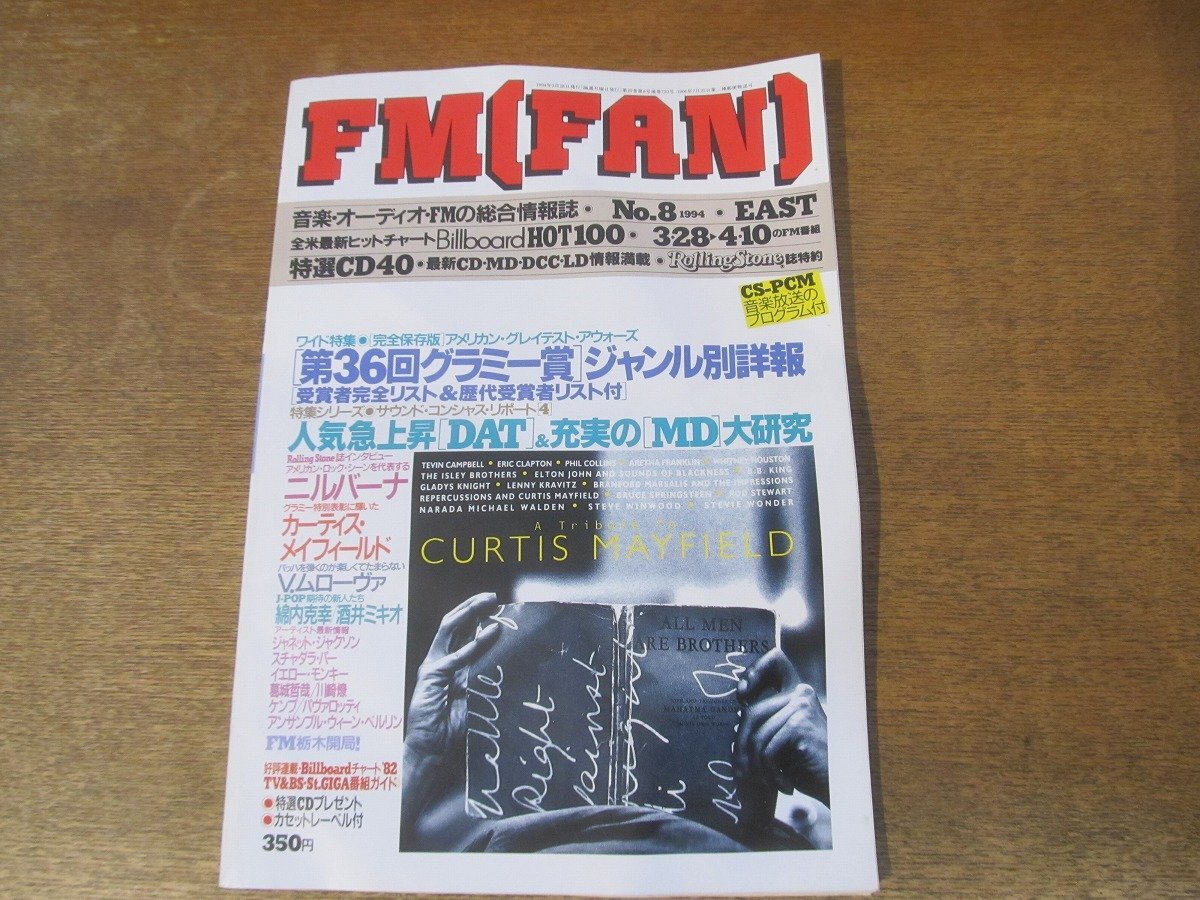 FM(FAN)
音楽・オーディオ・FMの総合情報誌・No.8 1994・EAST
全米最新ヒットチャートBillboard HOT100・3・28▸4・10のFM番組
特選CD40・最新CD・MD・DCC・LD情報満載・Rolling Stone誌特約
CS-PCM
音楽放送の
プログラム付
ワイド特集●[完全保存版]アメリカン・グレイテスト・アウォーズ
[第36回グラミー賞]ジャンル別詳報
[受賞者完全リスト&歴代受賞者リスト付]
特集シリーズ●サウンド・コンシャス・リポート[4]
人気急上昇[DAT]&充実の[MD]大研究
Rolling Stone誌インタビュー
アメリカン・ロック・シーンを代表する
ニルバーナ
グラミー特別表彰に輝いた
カーティス・
メイフィールド
バッハを弾くのが楽しくてたまらない
V.ムローヴァ
J-POP期待の新人たち
綿内克幸 酒井ミキオ
アーティスト最新情報
ジャネット・ジャクソン
スチャダラ・パー
イエロー・モンキー
葛城哲哉/川﨑燎
ケンプ/パヴァロッティ
アンサンブル・ウィーン・ベルリン
FM栃木開局!
好評連載・Billboardチャート'82
TV&BS・St.GIGA番組ガイド
●特選CDプレゼント
●カセットレーベル付
350円
TEVIN CAMPBELL • ERIC CLAPTON • PHIL COLLINS • ARETHA FRANKLIN • WHITNEY HOUSTON
THE ISLEY BROTHERS • ELTON JOHN AND SOUNDS OF BLACKNESS • B.B. KING
GLADYS KNIGHT • LENNY KRAVITZ • BRANFORD MARSALIS AND THE IMPRESSIONS
REPERCUSSIONS AND CURTIS MAYFIELD • BRUCE SPRINGSTEEN • ROD STEWART
NARADA MICHAEL WALDEN • STEVE WINWOOD • STEVIE WONDER
A Tribute To
CURTIS MAYFIELD
ALL MEN
ARE BROTHERS
MAHATMA GANDHI
Right
against